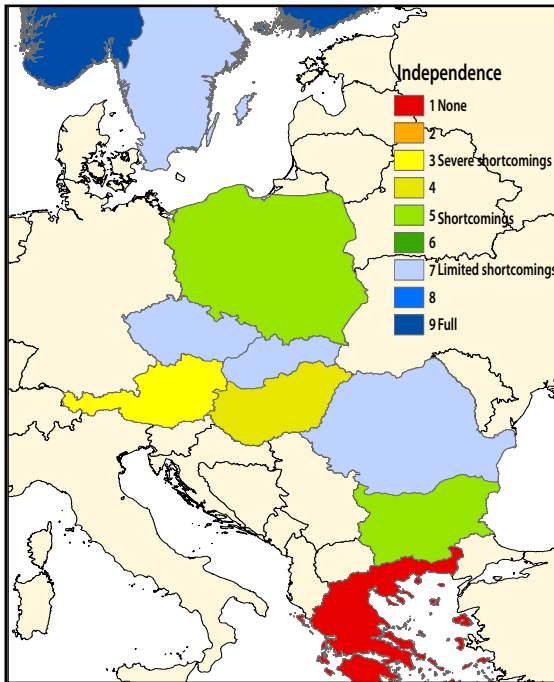 Independence
1 None
2
3 Severe shortcomings
4
5 Shortcomings
6
7 Limited shortcomings
8
9 Full